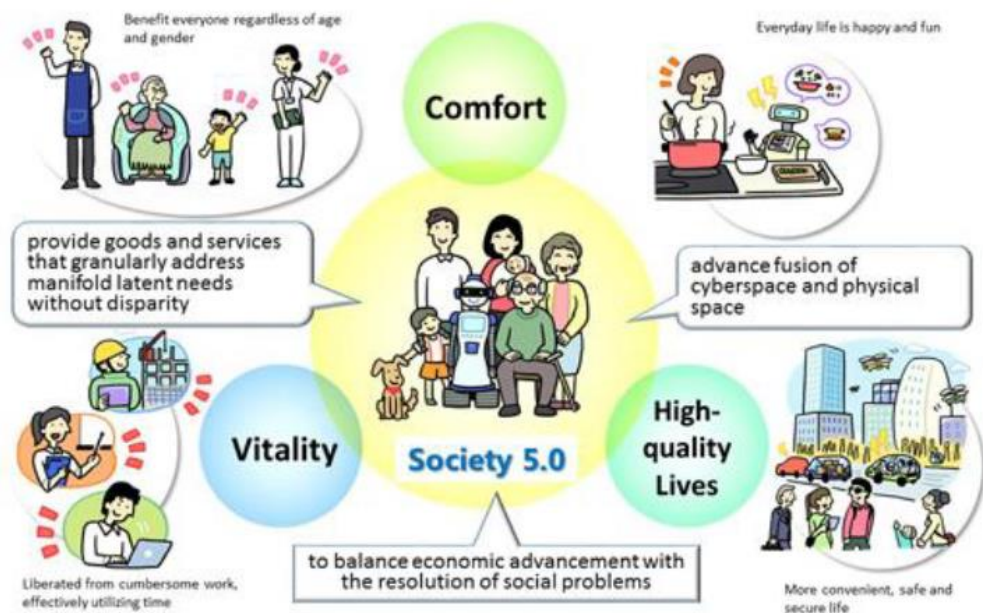 Benefit everyone regardless of age
and gender
Everyday life is happy and fun
Comfort
provide goods and services
that granularly address
manifold latent needs
without disparity
advance fusion of
cyberspace and physical
space
Vitality
Society 5.0
High-
quality
Lives
to balance economic advancement with
the resolution of social problems
Liberated from cumbersome work,
effectively utilizing time
More convenient, safe and
secure life